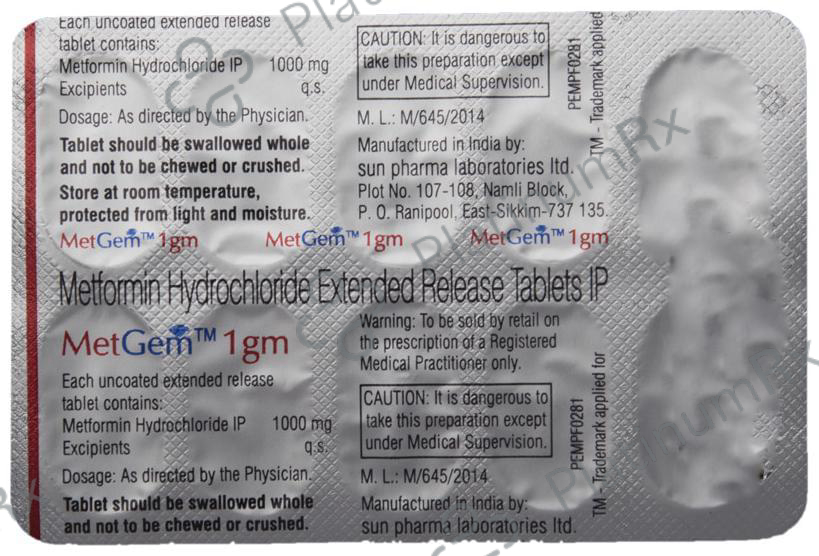 Each uncoated extended release
tablet contains:
Metformin Hydrochloride IP 1000 mg
Excipients q.s.
Dosage: As directed by the Physician.
Tablet should be swallowed whole
and not to be chewed or crushed.
Store at room temperature,
protected from light and moisture.
CAUTION: It is dangerous to
take this preparation except
under Medical Supervision.
M. L.: M/645/2014
Manufactured in India by:
sun pharma laboratories ltd.
Plot No. 107-108, Namli Block,
P. O. Ranipool, East-Sikkim-737 135.
PEMPF0281
TM - Trademark applied
MetGem™ 1gm MetGem™ 1gm MetGem™ 1gm
Metformin Hydrochloride Extended Release Tablets IP
MetGem™ 1gm
Each uncoated extended release
tablet contains:
Metformin Hydrochloride IP 1000 mg
Excipients q.s.
Dosage: As directed by the Physician.
Tablet should be swallowed whole
and not to be chewed or crushed.
Warning: To be sold by retail on
the prescription of a Registered
Medical Practitioner only.
CAUTION: It is dangerous to
take this preparation except
under Medical Supervision.
M. L.: M/645/2014
Manufactured in India by:
sun pharma laboratories ltd.
PEMPF0281
TM - Trademark applied for
PlatinumRx
PlatinumRx